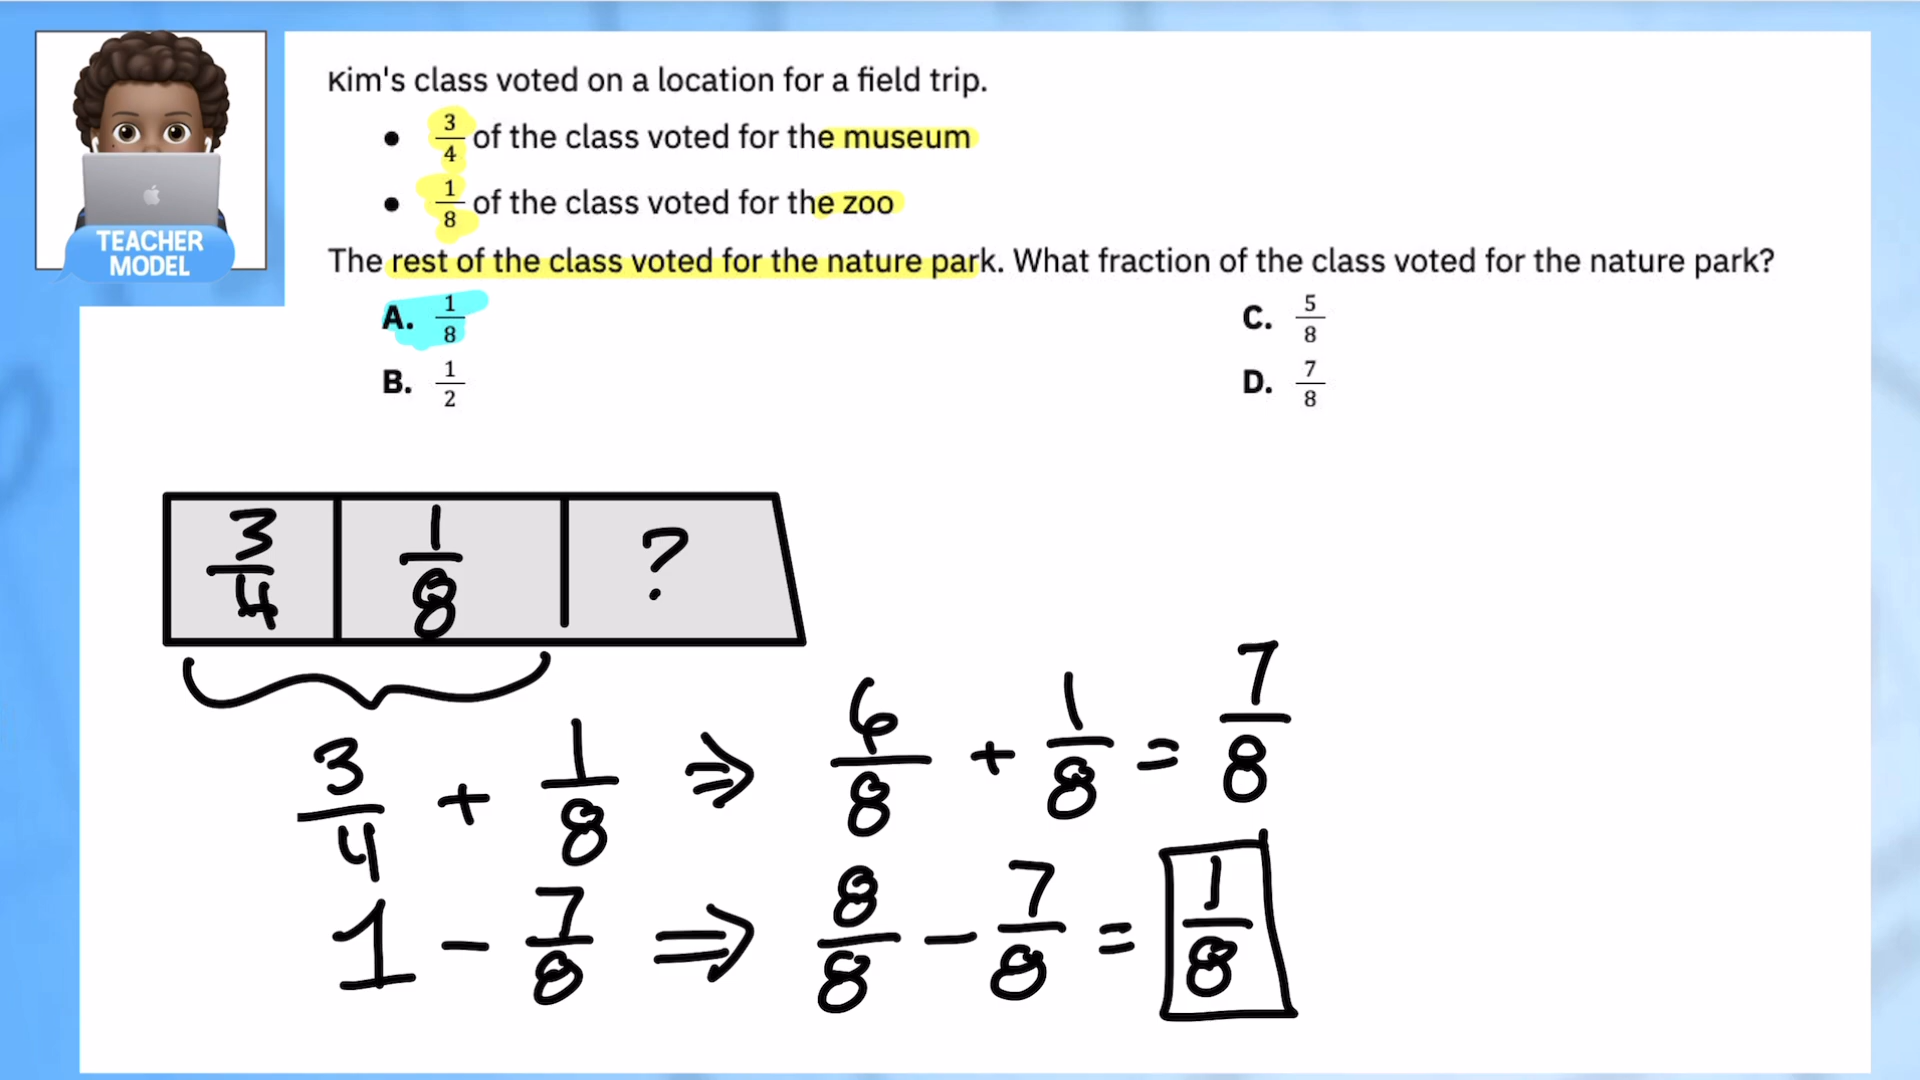 TEACHER
MODEL
Kim's class voted on a location for a field trip.
• 3/4 of the class voted for the museum
• 1/8 of the class voted for the zoo
The rest of the class voted for the nature park. What fraction of the class voted for the nature park?
A. 1/8 C. 5/8
B. 1/2 D. 7/8
3/4 1/8 ?
3/4 + 1/8 ⇒ 6/8 + 1/8 = 7/8
1 - 7/8 ⇒ 8/8 - 7/8 = 1/8